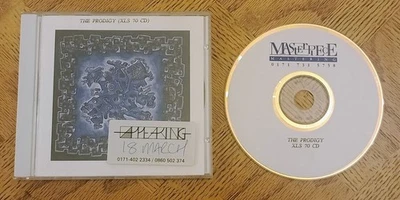 THE PRODIGY (XLS 70 CD)
18 MARCH
0171-402 2334 / 0860 502 374
MASTERPIECE
MASTERING
THE PRODIGY
XLS 70 CD